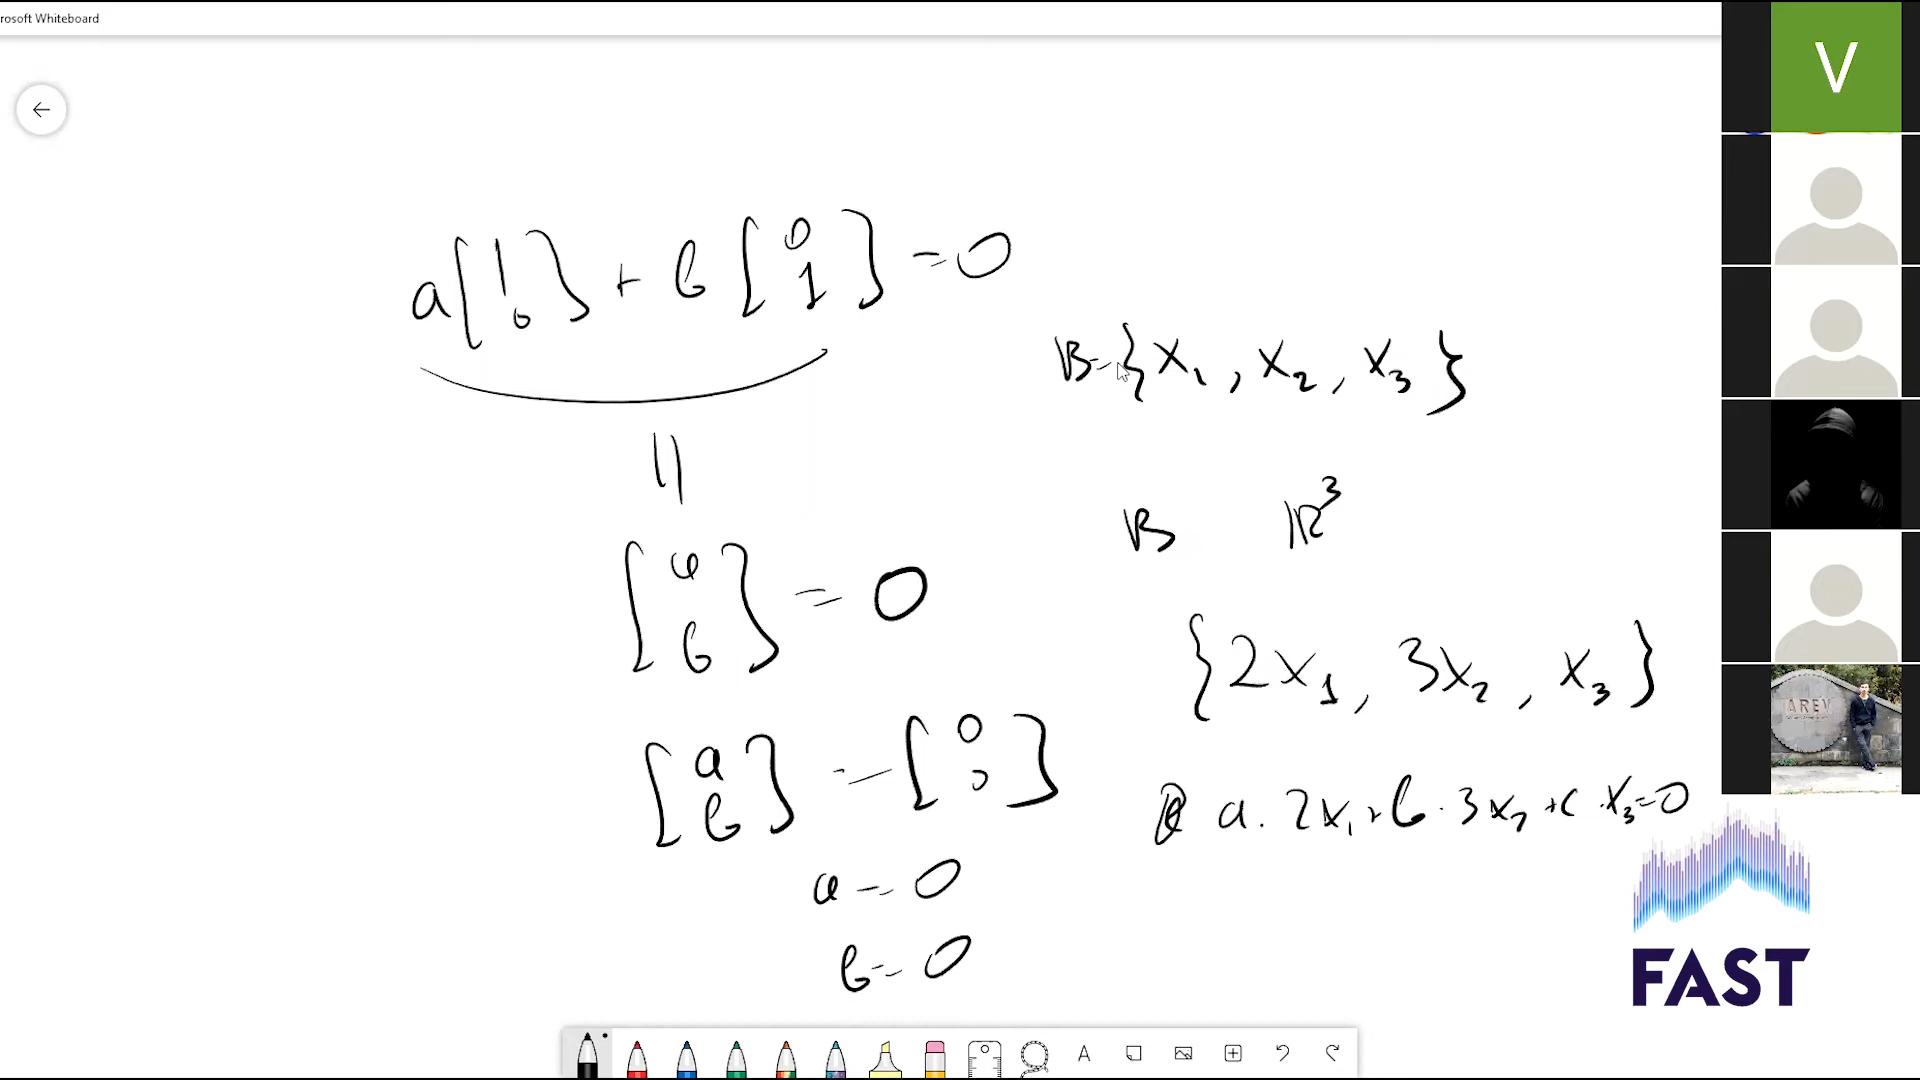 rosoft Whiteboard
V
a[1 0] + b[0 1] = 0
B = {x₁, x₂, x₃}
B ℝ³
[a b] = 0
{2x₁, 3x₂, x₃}
[a b] = [0 0]
a · 2x₁ + b · 3x₂ + c · x₃ = 0
a = 0
b = 0
AREV
FAST
A